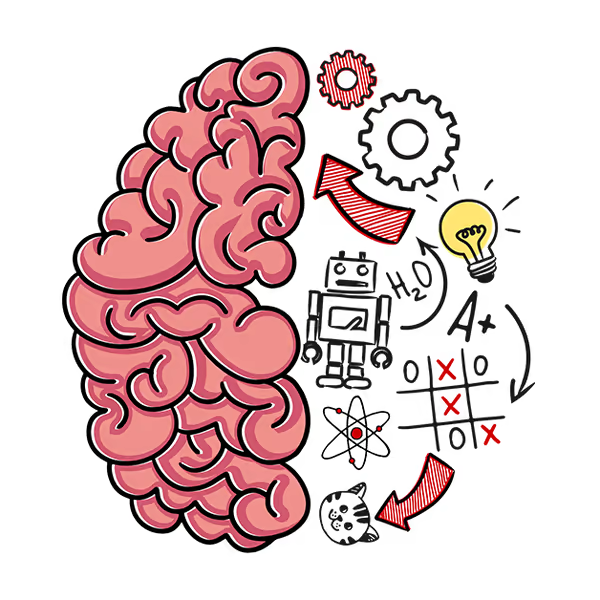 H₂O
A+
O X O
X
O X